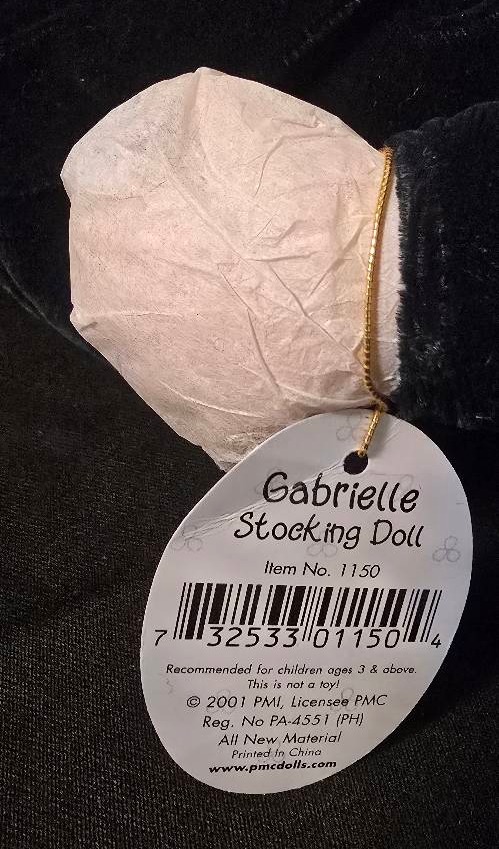 Gabrielle
Stocking Doll
Item No. 1150
7 32533 01150 4
Recommended for children ages 3 & above.
This is not a toy!
© 2001 PMI, Licensee PMC
Reg. No PA-4551 (PH)
All New Material
Printed In China
www.pmcdolls.com